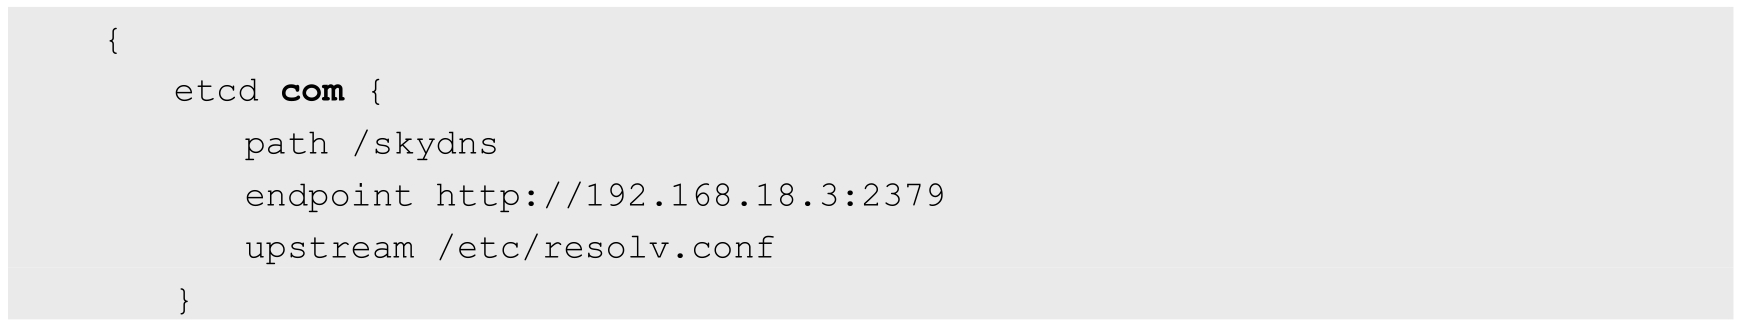 {
etcd com {
path /skydns
endpoint http://192.168.18.3:2379
upstream /etc/resolv.conf
}